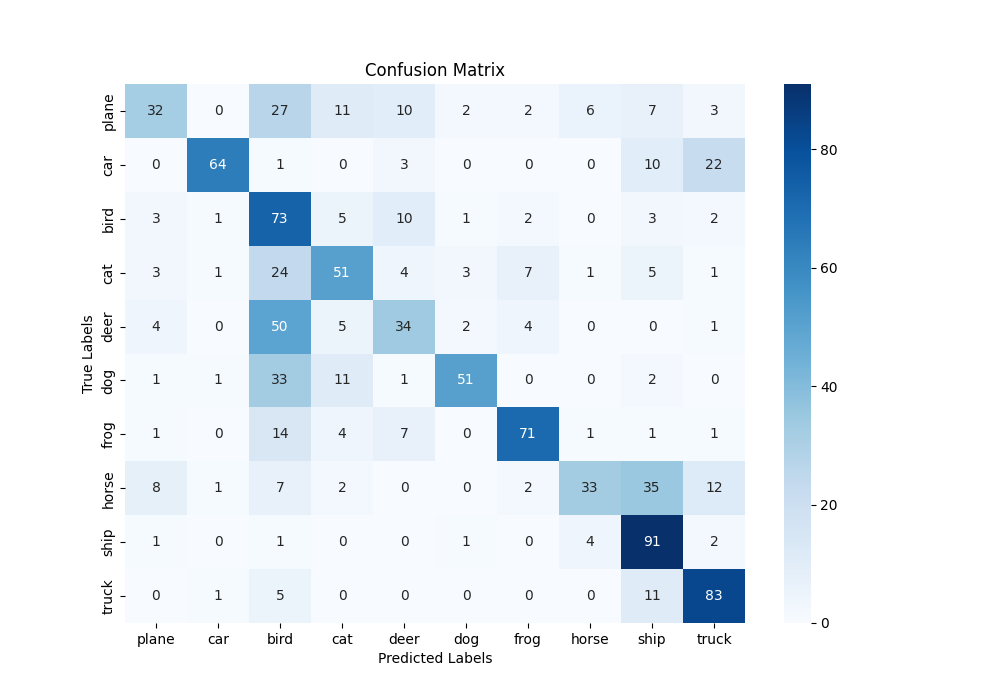 Confusion Matrix
plane 32 0 27 11 10 2 2 6 7 3
car 0 64 1 0 3 0 0 0 10 22
bird 3 1 73 5 10 1 2 0 3 2
cat 3 1 24 51 4 3 7 1 5 1
deer 4 0 50 5 34 2 4 0 0 1
dog 1 1 33 11 1 51 0 0 2 0
frog 1 0 14 4 7 0 71 1 1 1
horse 8 1 7 2 0 0 2 33 35 12
ship 1 0 1 0 0 1 0 4 91 2
truck 0 1 5 0 0 0 0 0 11 83
True Labels
plane car bird cat deer dog frog horse ship truck
Predicted Labels
80
60
40
20
0